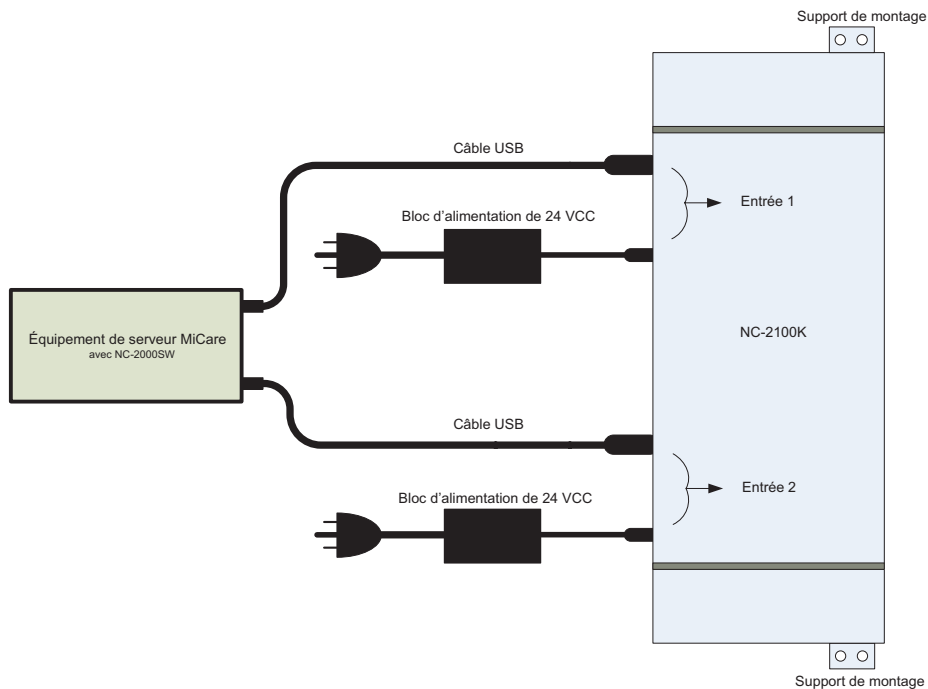 Support de montage
Câble USB
Entrée 1
Bloc d'alimentation de 24 VCC
Équipement de serveur MiCare
avec NC-2000SW
NC-2100K
Câble USB
Entrée 2
Bloc d'alimentation de 24 VCC
Support de montage